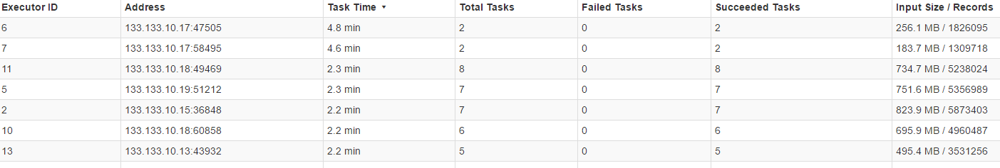 Executor ID Address Task Time ▾ Total Tasks Failed Tasks Succeeded Tasks Input Size / Records
6 133.133.10.17:47505 4.8 min 2 0 2 256.1 MB / 1826095
7 133.133.10.17:58495 4.6 min 2 0 2 183.7 MB / 1309718
11 133.133.10.18:49469 2.3 min 8 0 8 734.7 MB / 5238024
5 133.133.10.19:51212 2.3 min 7 0 7 751.6 MB / 5356989
2 133.133.10.15:36848 2.2 min 7 0 7 823.9 MB / 5873403
10 133.133.10.18:60858 2.2 min 6 0 6 695.9 MB / 4960487
13 133.133.10.13:43932 2.2 min 5 0 5 495.4 MB / 3531256